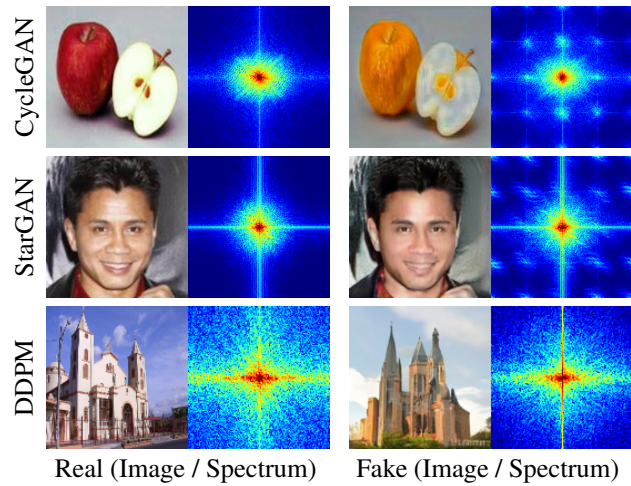 CycleGAN
StarGAN
DDPM
Real (Image / Spectrum)
Fake (Image / Spectrum)